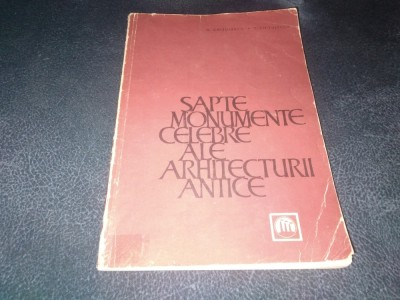 SAPTE
MONUMENTE
CELEBRE
ALE
ARHITECTURII
ANTICE